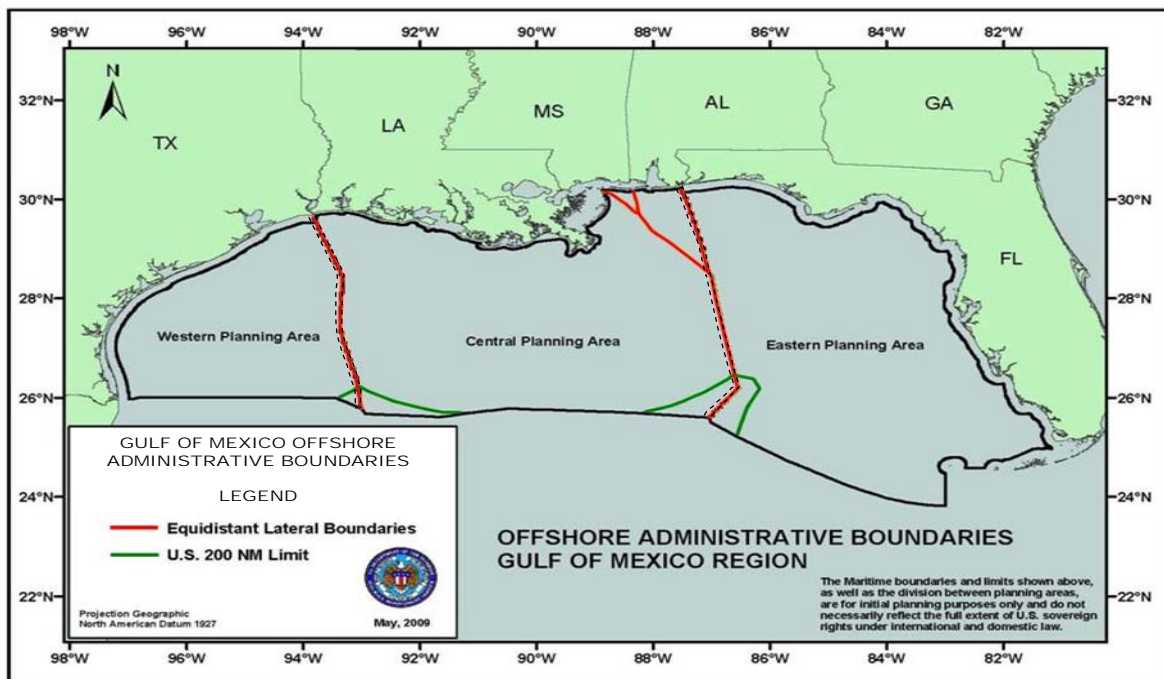 98°W 96°W 94°W 92°W 90°W 88°W 86°W 84°W 82°W
N
32°N 32°N
TX LA MS AL GA
30°N 30°N
FL
28°N 28°N
Western Planning Area Central Planning Area Eastern Planning Area
26°N 26°N
GULF OF MEXICO OFFSHORE
ADMINISTRATIVE BOUNDARIES
LEGEND
Equidistant Lateral Boundaries
U.S. 200 NM Limit
Projection Geographic
North American Datum 1927
May, 2009
24°N 24°N
OFFSHORE ADMINISTRATIVE BOUNDARIES
GULF OF MEXICO REGION
The Maritime boundaries and limits shown above,
as well as the division between planning areas,
are for initial planning purposes only and do not
necessarily reflect the full extent of U.S. sovereign
rights under international and domestic law.
22°N 22°N
98°W 96°W 94°W 92°W 90°W 88°W 86°W 84°W 82°W